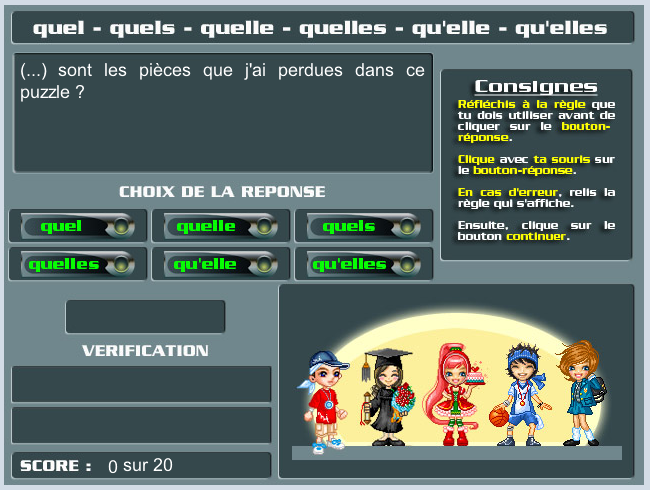 quel - quels - quelle - quelles - qu'elle - qu'elles
(...) sont les pièces que j'ai perdues dans ce
puzzle ?
Consignes
Réfléchis à la règle que
tu dois utiliser avant de
cliquer sur le bouton-
réponse.
Clique avec ta souris sur
le bouton-réponse.
En cas d'erreur, relis la
règle qui s'affiche.
Ensuite, clique sur le
bouton continuer.
CHOIX DE LA REPONSE
quel quelle quels
quelles qu'elle qu'elles
VERIFICATION
SCORE : 0 sur 20